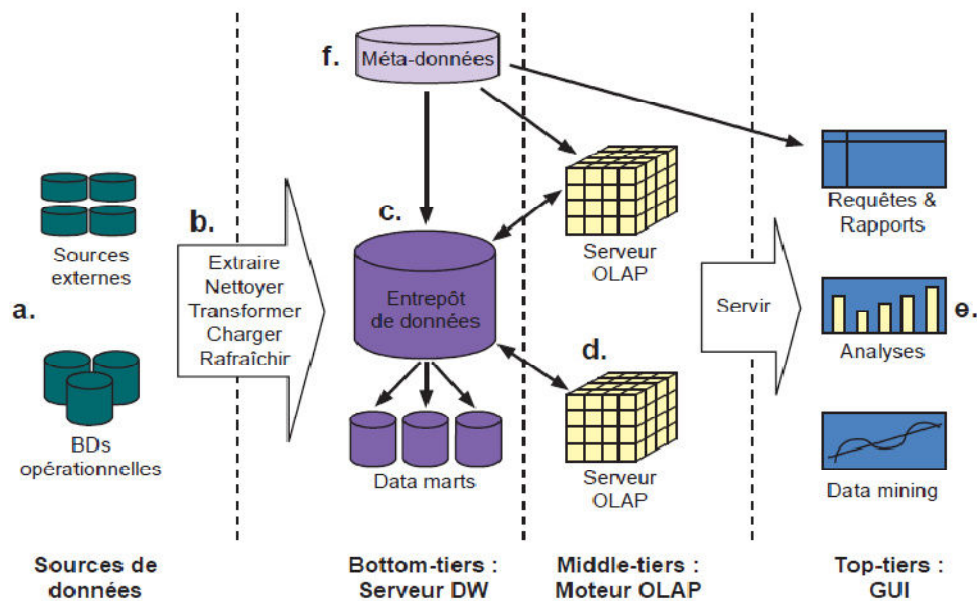 f.
Méta-données
Sources
externes
a.
BDs
opérationnelles
b.
Extraire
Nettoyer
Transformer
Charger
Rafraîchir
c.
Entrepôt
de données
Data marts
Serveur
OLAP
d.
Serveur
OLAP
Servir
Requêtes &
Rapports
e.
Analyses
Data mining
Sources de
données
Bottom-tiers :
Serveur DW
Middle-tiers :
Moteur OLAP
Top-tiers :
GUI